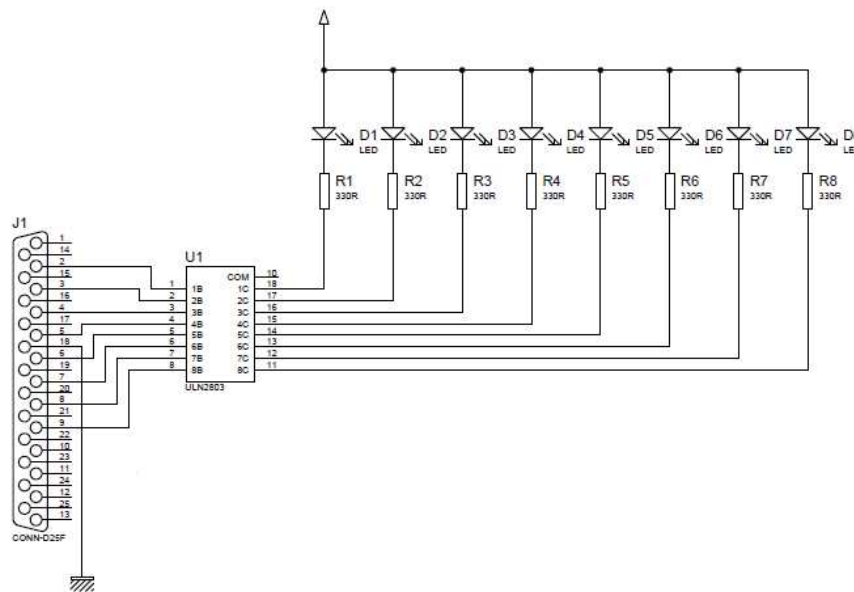 D1
LED
D2
LED
D3
LED
D4
LED
D5
LED
D6
LED
D7
LED
R1
330R
R2
330R
R3
330R
R4
330R
R5
330R
R6
330R
R7
330R
R8
330R
J1
1
14
2
15
3
16
4
17
5
18
6
19
7
20
8
21
9
22
10
23
11
24
12
25
13
CONN-D25F
U1
COM 10
1 1B 1C 18
2 2B 2C 17
3 3B 3C 16
4 4B 4C 15
5 5B 5C 14
6 6B 6C 13
7 7B 7C 12
8 8B 8C 11
ULN2803